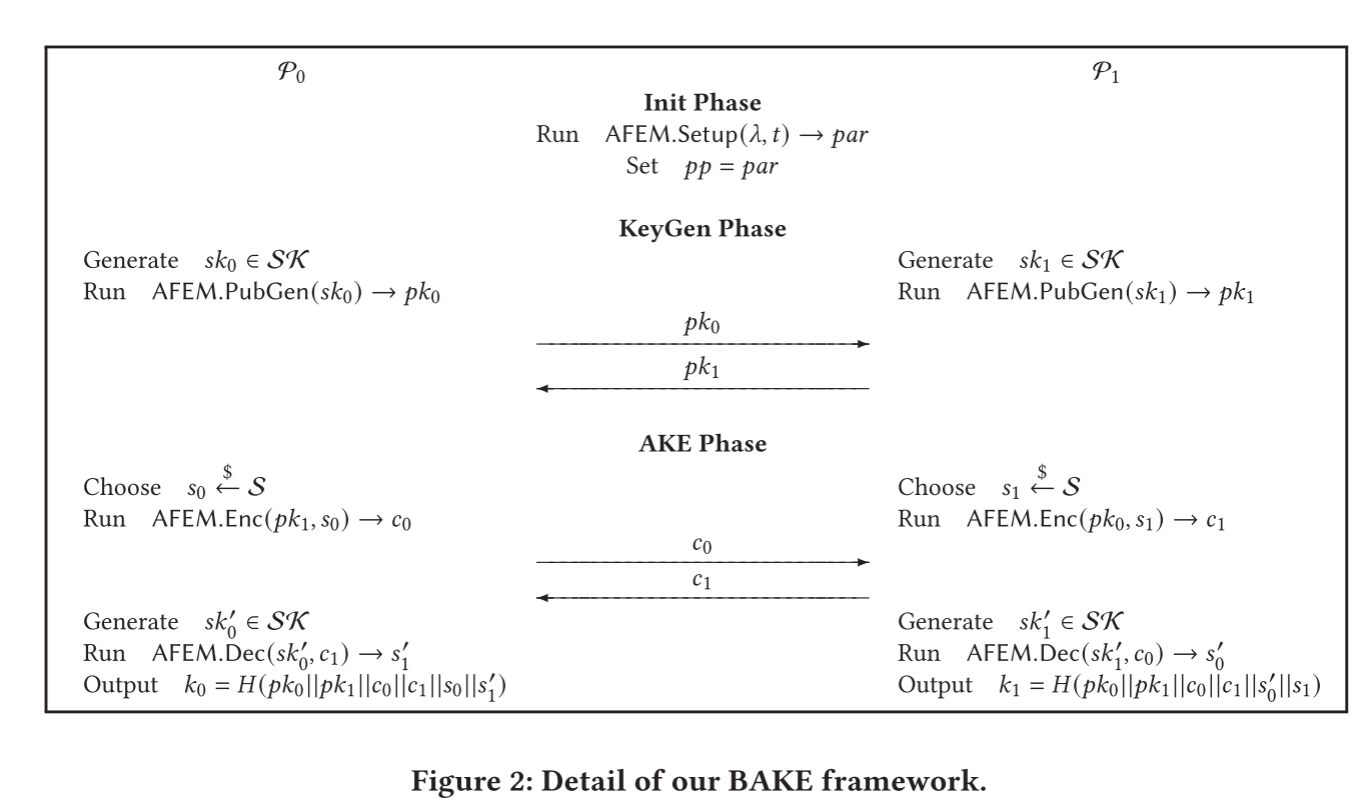 𝒫₀ 𝒫₁
Init Phase
Run AFEM.Setup(λ, t) → par
Set pp = par
KeyGen Phase
Generate sk₀ ∈ 𝒮𝒦 Generate sk₁ ∈ 𝒮𝒦
Run AFEM.PubGen(sk₀) → pk₀ Run AFEM.PubGen(sk₁) → pk₁
pk₀
pk₁
AKE Phase
Choose s₀ ←$ 𝒮 Choose s₁ ←$ 𝒮
Run AFEM.Enc(pk₁, s₀) → c₀ Run AFEM.Enc(pk₀, s₁) → c₁
c₀
c₁
Generate sk′₀ ∈ 𝒮𝒦 Generate sk′₁ ∈ 𝒮𝒦
Run AFEM.Dec(sk′₀, c₁) → s′₁ Run AFEM.Dec(sk′₁, c₀) → s′₀
Output k₀ = H(pk₀||pk₁||c₀||c₁||s₀||s′₁) Output k₁ = H(pk₀||pk₁||c₀||c₁||s′₀||s₁)
Figure 2: Detail of our BAKE framework.